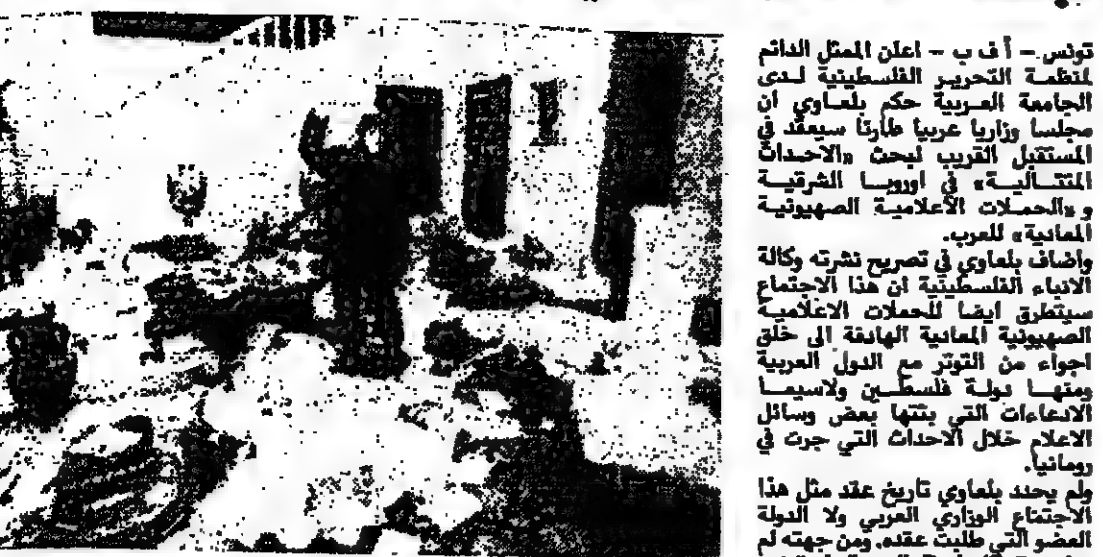 تونس – أ ف ب – اعلن الممثل الدائم
لمنظمة التحرير الفلسطينية لدى
الجامعة العربية حكم بلعاوي ان
مجلسا وزاريا عربيا طارئا سيعقد في
المستقبل القريب لبحث «الاحداث
المتتالية» في اوروبا الشرقية
و «الحملات الاعلامية الصهيونية
المعادية» للعرب.
واضاف بلعاوي في تصريح نشرته وكالة
الانباء الفلسطينية ان هذا الاجتماع
سيتطرق ايضا للحملات الاعلامية
الصهيونية المعادية الهادفة الى خلق
اجواء من التوتر مع الدول العربية
ومنها دولة فلسطين ولاسيما
الادعاءات التي بثتها بعض وسائل
الاعلام خلال الاحداث التي جرت في
رومانيا.
ولم يحدد بلعاوي تاريخ عقد مثل هذا
الاجتماع الوزاري العربي ولا الدولة
العضو التي طلبت عقده. ومن جهته لم